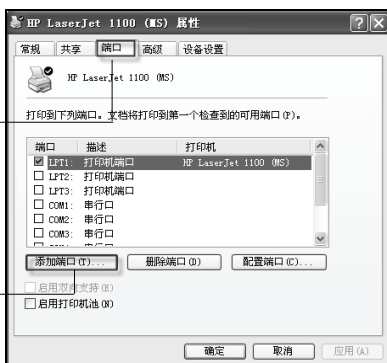 HP LaserJet 1100 (MS) 属性
常规 共享 端口 高级 设备设置
HP LaserJet 1100 (MS)
打印到下列端口。文档将打印到第一个检查到的可用端口(P)。
端口 描述 打印机
LPT1: 打印机端口 HP LaserJet 1100 (MS)
LPT2: 打印机端口
LPT3: 打印机端口
COM1: 串行口
COM2: 串行口
COM3: 串行口
添加端口(T)... 删除端口(D) 配置端口(C)...
启用双向支持(E)
启用打印机池(N)
确定 取消 应用(A)